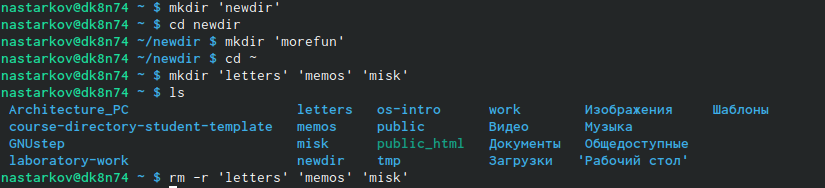 nastarkov@dk8n74 ~ $ mkdir 'newdir'
nastarkov@dk8n74 ~ $ cd newdir
nastarkov@dk8n74 ~/newdir $ mkdir 'morefun'
nastarkov@dk8n74 ~/newdir $ cd ~
nastarkov@dk8n74 ~ $ mkdir 'letters' 'memos' 'misk'
nastarkov@dk8n74 ~ $ ls
Architecture_PC letters os-intro work Изображения Шаблоны
course-directory-student-template memos public Видео Музыка
GNUstep misk public_html Документы Общедоступные
laboratory-work newdir tmp Загрузки 'Рабочий стол'
nastarkov@dk8n74 ~ $ rm -r 'letters' 'memos' 'misk'